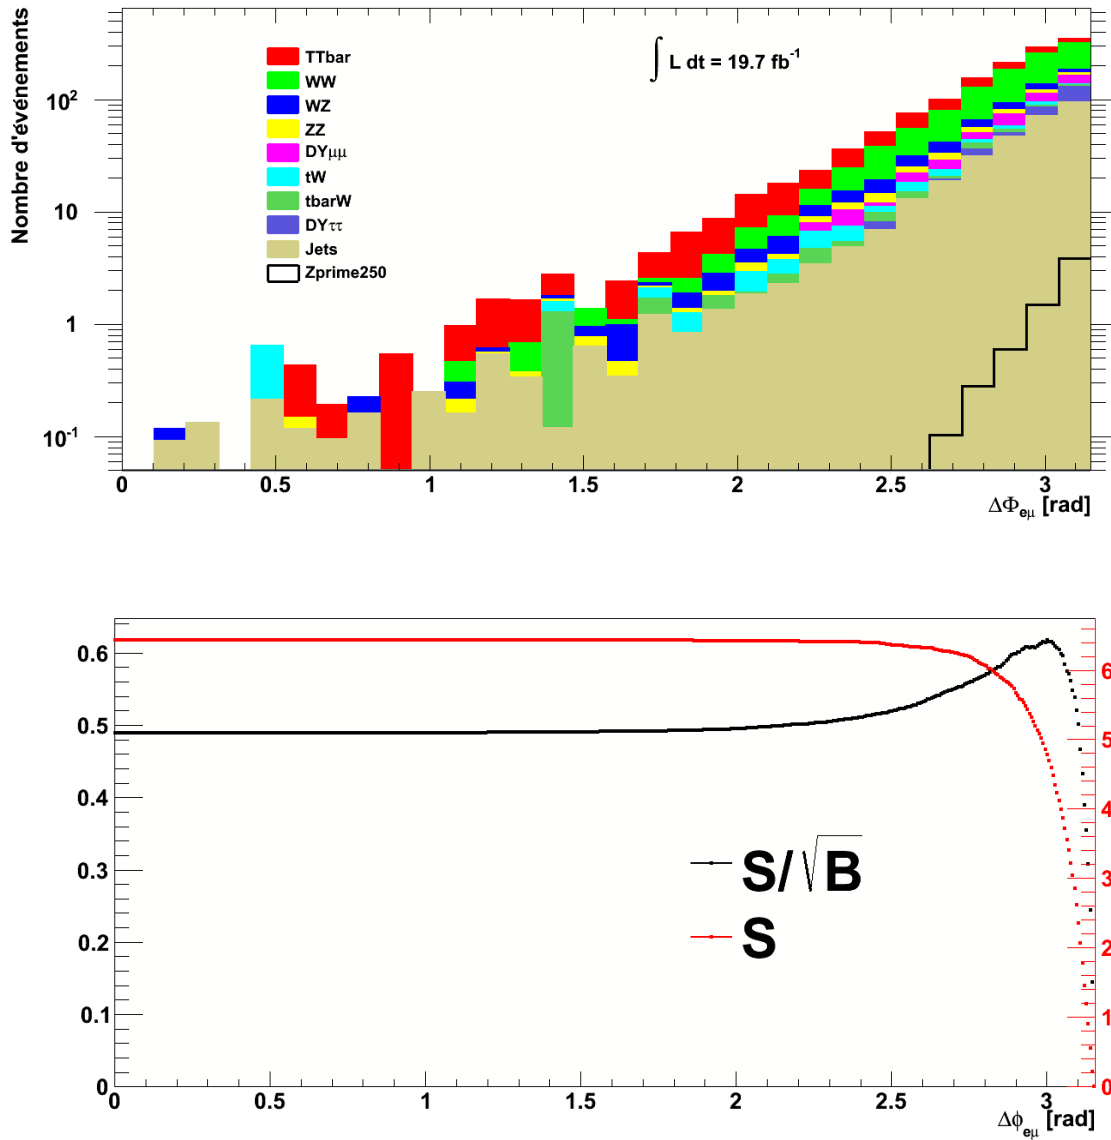 Nombre d'événements
∫ L dt = 19.7 fb⁻¹
TTbar
WW
WZ
ZZ
DYμμ
tW
tbarW
DYττ
Jets
Zprime250
10²
10
1
10⁻¹
0 0.5 1 1.5 2 2.5 3
ΔΦeμ [rad]
0.6
0.5
0.4
0.3
0.2
0.1
0
6
5
4
3
2
1
0
S/√B
S
0 0.5 1 1.5 2 2.5 3
Δϕeμ [rad]